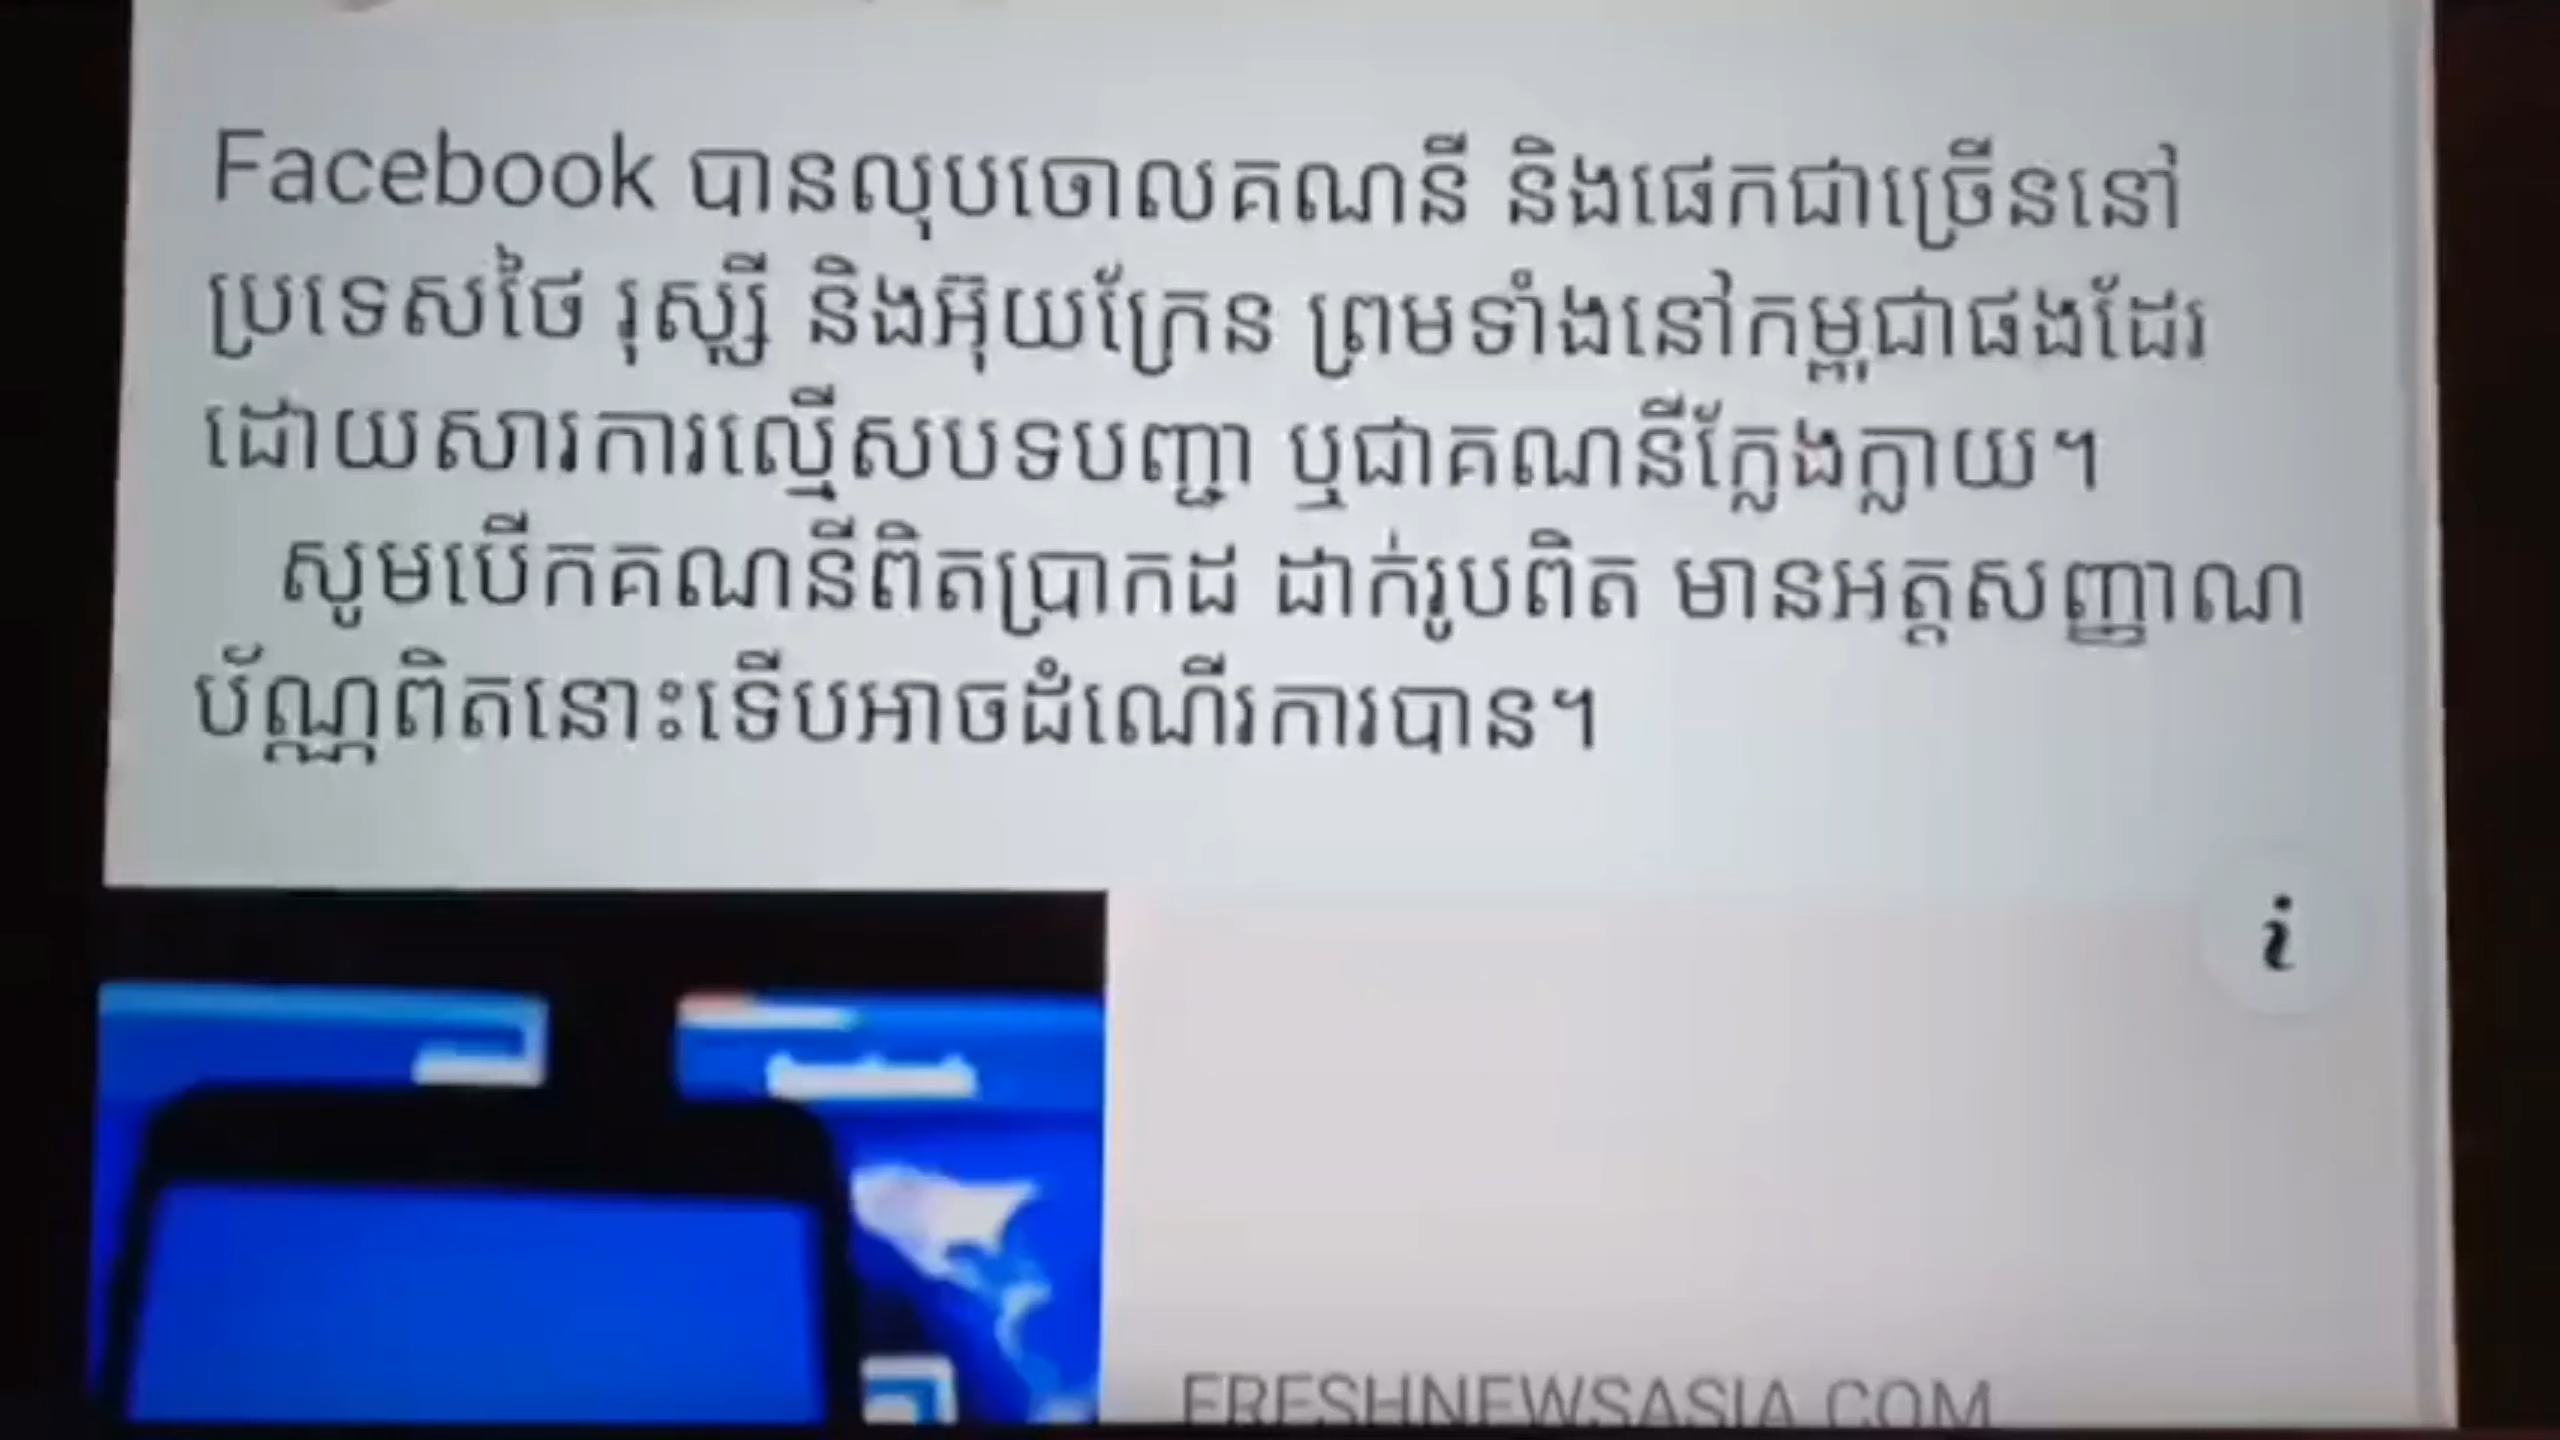 Facebook បានលុបចោលគណនី និងផេកជាច្រើននៅ
ប្រទេសថៃ រុស្ស៊ី និងអ៊ុយក្រែន ព្រមទាំងនៅកម្ពុជាផងដែរ
ដោយសារការល្មើសបទបញ្ជា ឬជាគណនីក្លែងក្លាយ។
សូមបើកគណនីពិតប្រាកដ ដាក់រូបពិត មានអត្តសញ្ញាណ
ប័ណ្ណពិតនោះទើបអាចដំណើរការបាន។
i
FRESHNEWSASIA.COM